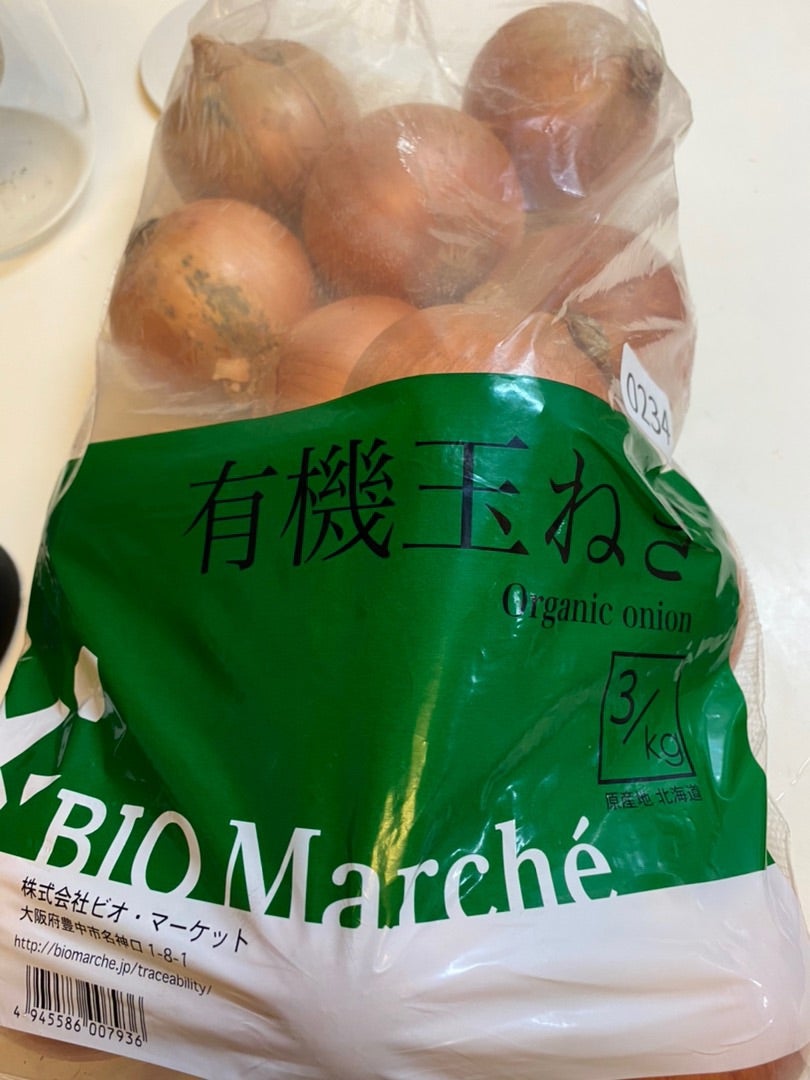 0234
有機玉ねぎ
Organic onion
3/kg
原産地 北海道
BIO Marché
株式会社ビオ・マーケット
大阪府豊中市名神口 1-8-1
http://biomarche.jp/traceability/
4 945586 007936